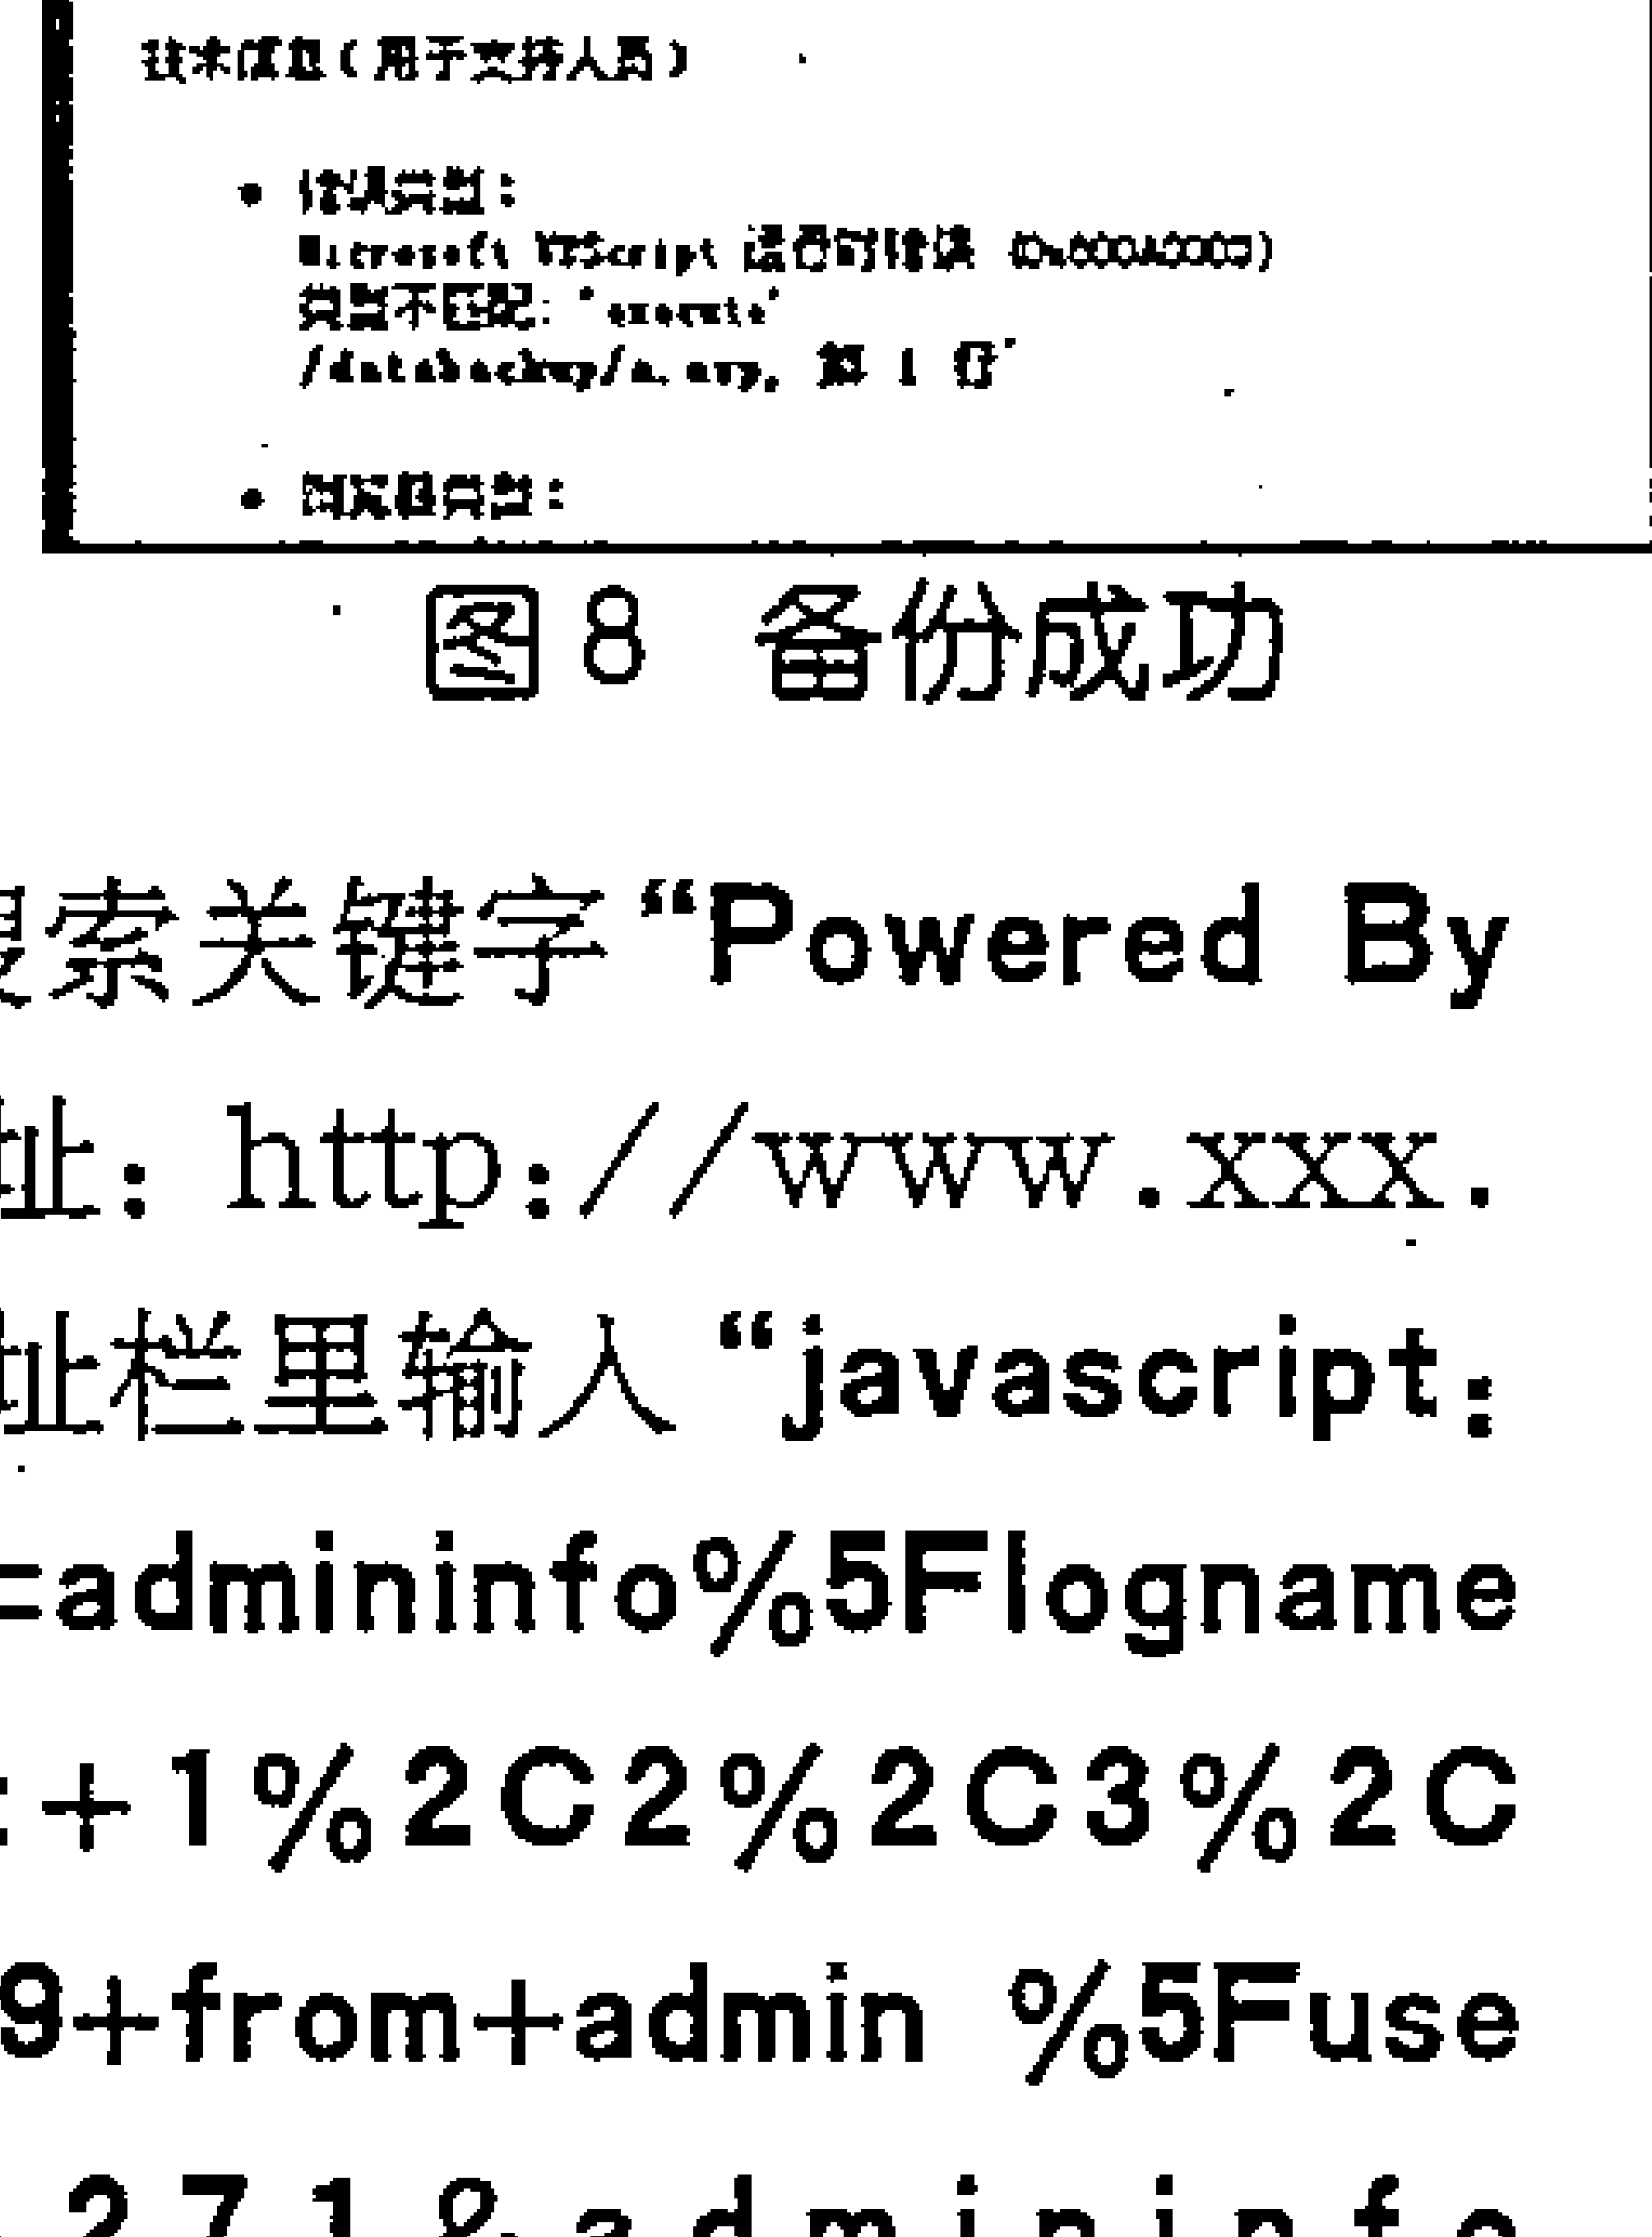 技术信息(用于支持人员)
• 错误类型:
Microsoft VBScript 运行时错误
类型不匹配: 'execute'
/databackup/a.asp, 第 1 行
• 浏览器类型:
图8 备份成功
索关键字“Powered By
址: http://www.xxx.
址栏里输入“javascript:
=admininfo%5Flogname
+1%2C2%2C3%2C
9+from+admin %5Fuse
271&admininfo